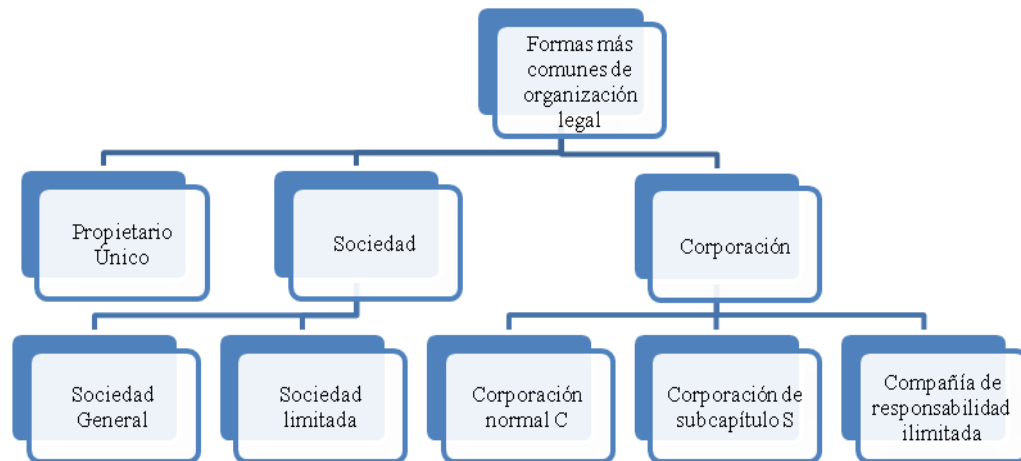 Formas más
comunes de
organización
legal
Propietario
Único
Sociedad
Corporación
Sociedad
General
Sociedad
limitada
Corporación
normal C
Corporación de
subcapítulo S
Compañía de
responsabilidad
ilimitada